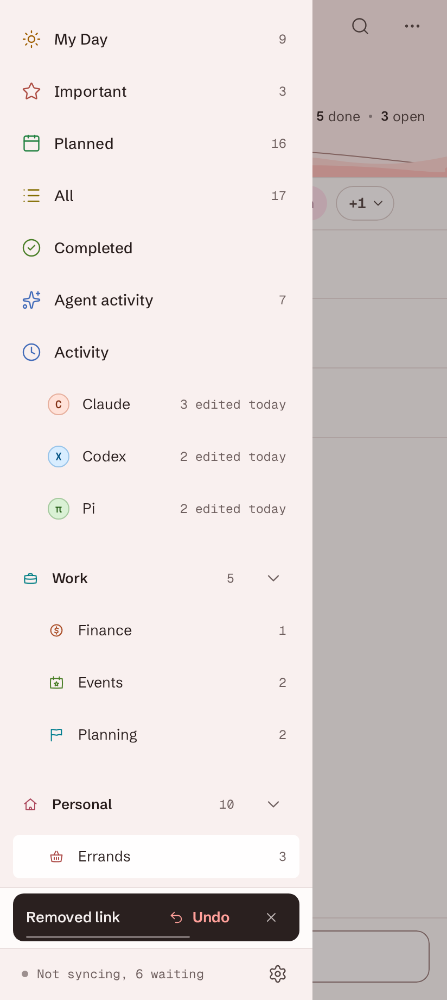 My Day 9
Important 3
5 done • 3 open
Planned 16
All 17
+1
Completed
Agent activity 7
Activity
C Claude 3 edited today
X Codex 2 edited today
π Pi 2 edited today
Work 5
Finance 1
Events 2
Planning 2
Personal 10
Errands 3
Removed link Undo
Not syncing, 6 waiting